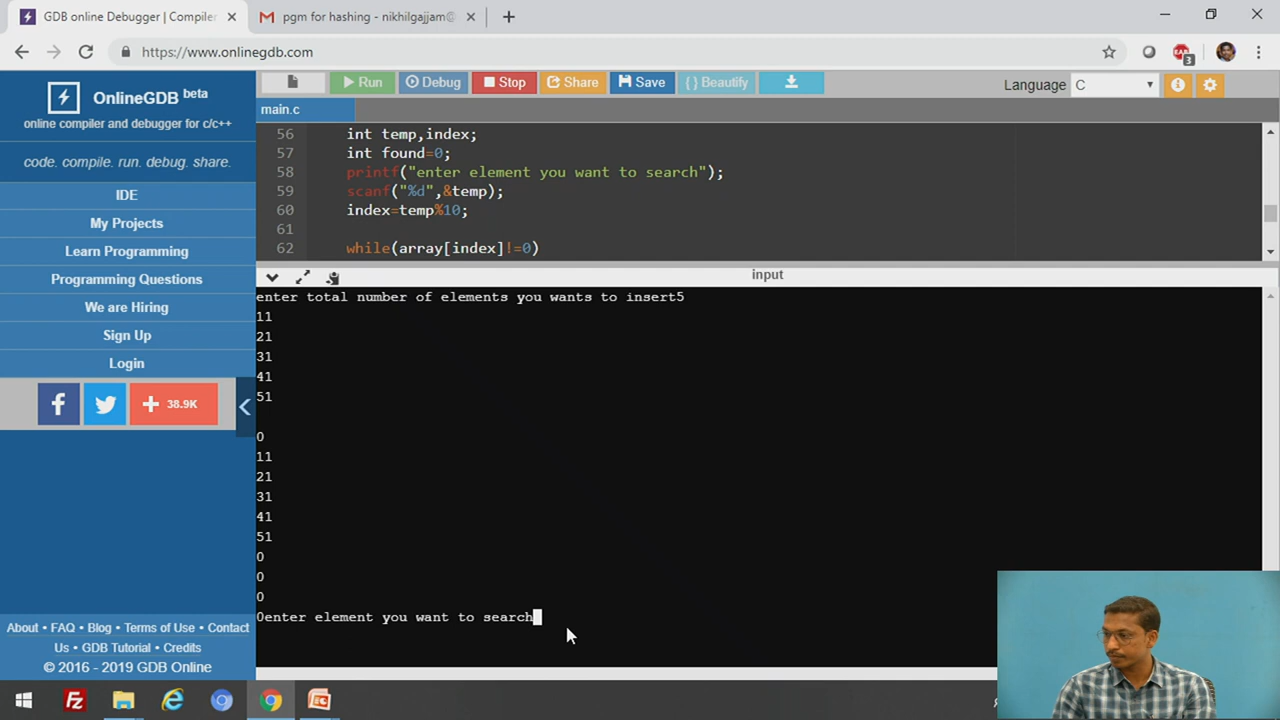 GDB online Debugger | Compiler
pgm for hashing - nikhilgajjam@
https://www.onlinegdb.com
3
OnlineGDB beta
online compiler and debugger for c/c++
code. compile. run. debug. share.
IDE
My Projects
Learn Programming
Programming Questions
We are Hiring
Sign Up
Login
38.9K
About • FAQ • Blog • Terms of Use • Contact
Us • GDB Tutorial • Credits
© 2016 - 2019 GDB Online
Run
Debug
Stop
Share
Save
{ } Beautify
Language
C
main.c
56 int temp,index;
57 int found=0;
58 printf("enter element you want to search");
59 scanf("%d",&temp);
60 index=temp%10;
61
62 while(array[index]!=0)
input
enter total number of elements you wants to insert5
11
21
31
41
51
0
11
21
31
41
51
0
0
0
0enter element you want to search